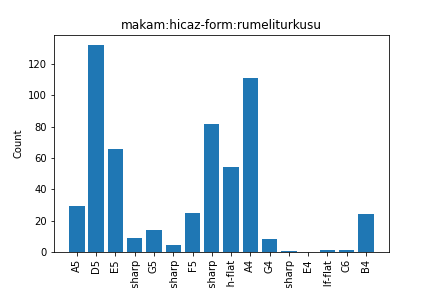 makam:hicaz-form:rumeliturkusu
Count
120
100
80
60
40
20
0
A5
D5
E5
sharp
G5
sharp
F5
sharp
h-flat
A4
G4
sharp
E4
lf-flat
C6
B4